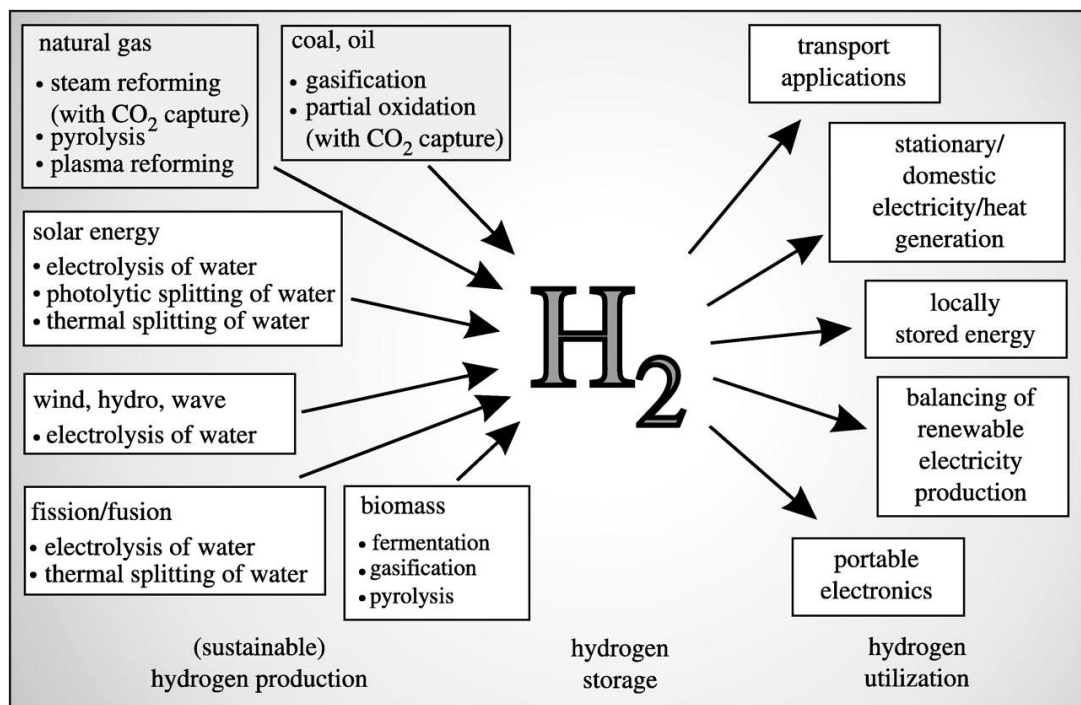 natural gas
• steam reforming
(with CO₂ capture)
• pyrolysis
• plasma reforming
coal, oil
• gasification
• partial oxidation
(with CO₂ capture)
solar energy
• electrolysis of water
• photolytic splitting of water
• thermal splitting of water
wind, hydro, wave
• electrolysis of water
fission/fusion
• electrolysis of water
• thermal splitting of water
biomass
• fermentation
• gasification
• pyrolysis
(sustainable)
hydrogen production
H₂
hydrogen
storage
transport
applications
stationary/
domestic
electricity/heat
generation
locally
stored energy
balancing of
renewable
electricity
production
portable
electronics
hydrogen
utilization